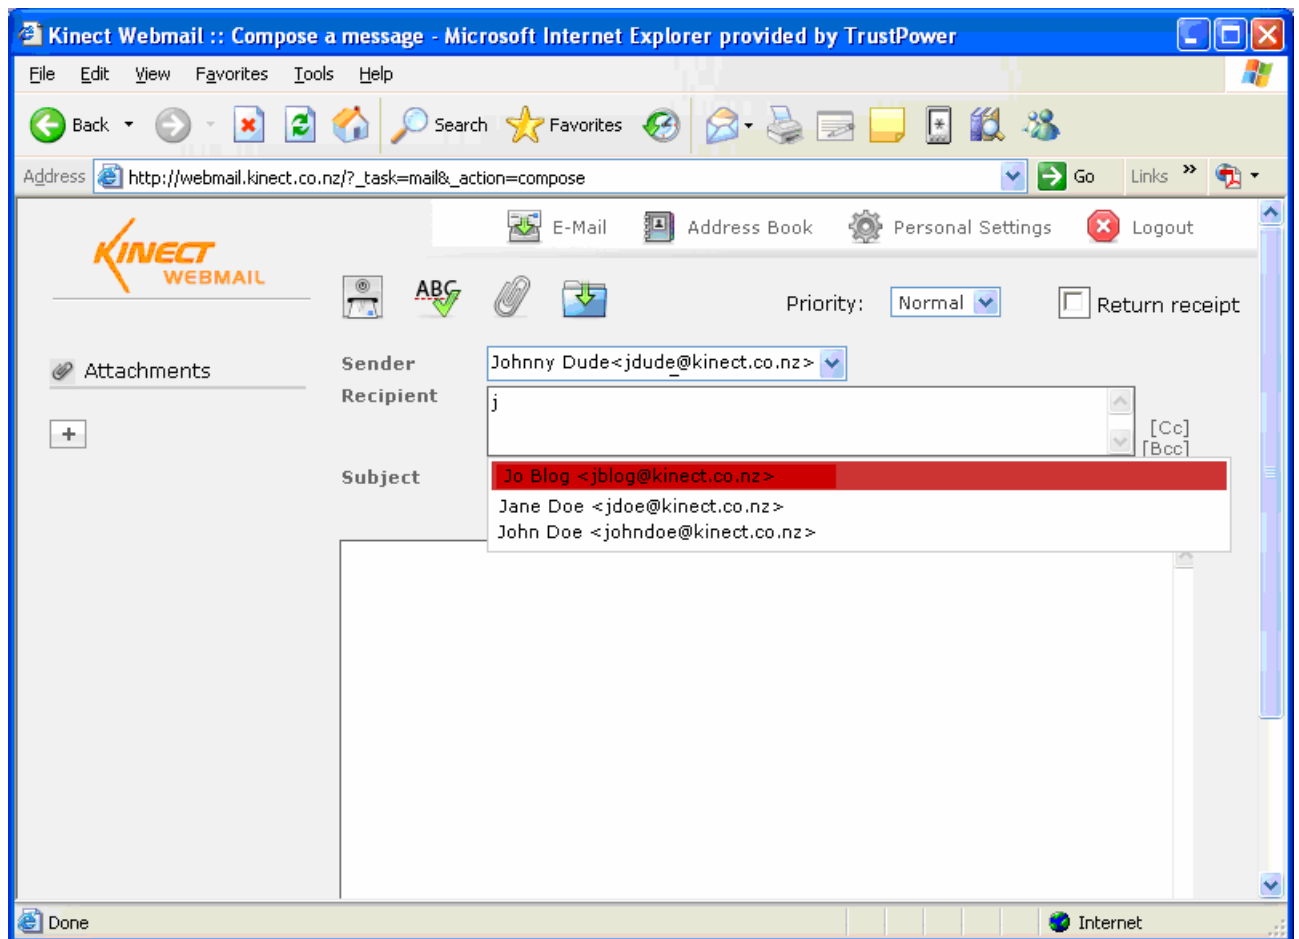 Kinect Webmail :: Compose a message - Microsoft Internet Explorer provided by TrustPower
File Edit View Favorites Tools Help
Back Search Favorites
Address http://webmail.kinect.co.nz/?_task=mail&_action=compose Go Links »
E-Mail Address Book Personal Settings Logout
KINECT
WEBMAIL
ABC Priority: Normal Return receipt
Attachments
Sender Johnny Dude<jdude@kinect.co.nz>
Recipient j
[Cc]
[Bcc]
Subject
Jo Blog <jblog@kinect.co.nz>
Jane Doe <jdoe@kinect.co.nz>
John Doe <johndoe@kinect.co.nz>
Done Internet